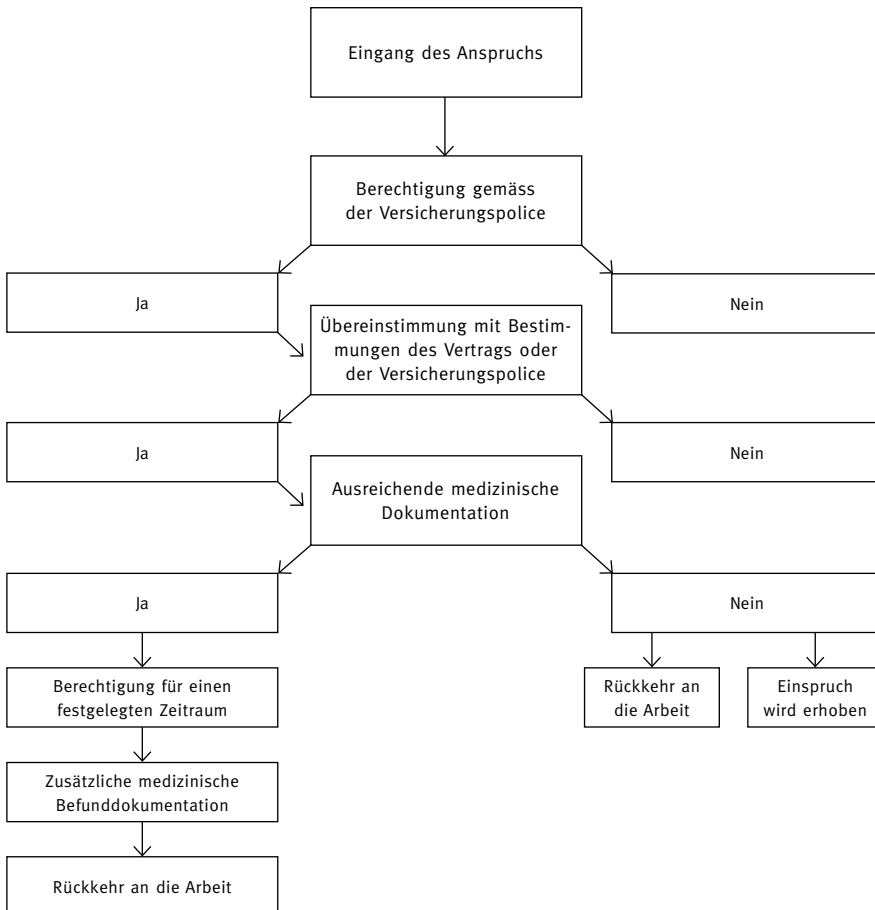 Eingang des Anspruchs
Berechtigung gemäss
der Versicherungspolice
Ja
Nein
Übereinstimmung mit Bestim-
mungen des Vertrags oder
der Versicherungspolice
Ja
Nein
Ausreichende medizinische
Dokumentation
Ja
Nein
Berechtigung für einen
festgelegten Zeitraum
Rückkehr an
die Arbeit
Einspruch
wird erhoben
Zusätzliche medizinische
Befunddokumentation
Rückkehr an die Arbeit